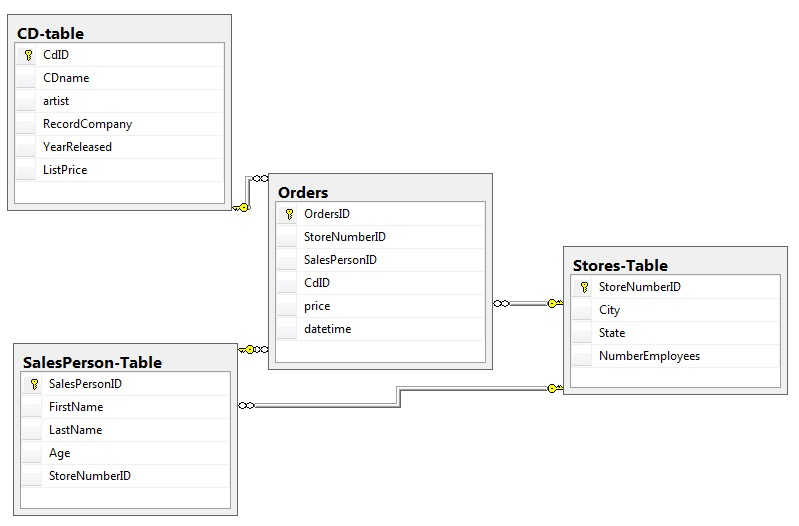 CD-table
CdID
CDname
artist
RecordCompany
YearReleased
ListPrice
Orders
OrdersID
StoreNumberID
SalesPersonID
CdID
price
datetime
Stores-Table
StoreNumberID
City
State
NumberEmployees
SalesPerson-Table
SalesPersonID
FirstName
LastName
Age
StoreNumberID